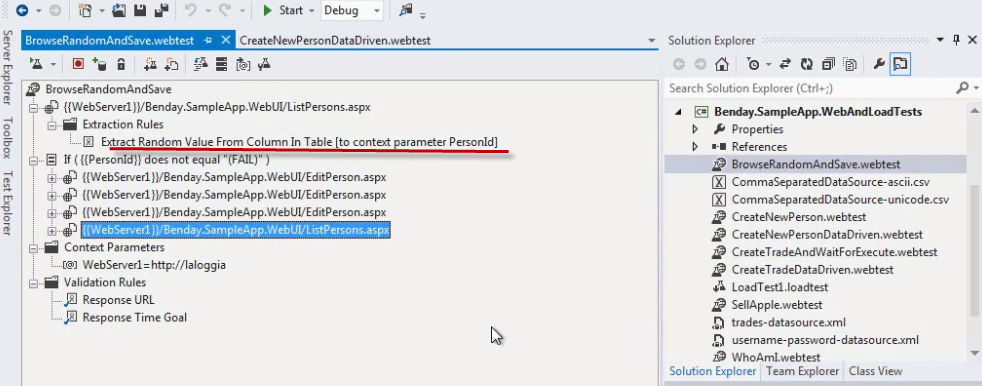 Start
Debug
BrowseRandomAndSave.webtest
CreateNewPersonDataDriven.webtest
Server Explorer
Toolbox
Test Explorer
BrowseRandomAndSave
{{WebServer1}}/Benday.SampleApp.WebUI/ListPersons.aspx
Extraction Rules
Extract Random Value From Column In Table [to context parameter PersonId]
If ( {{PersonId}} does not equal "(FAIL)" )
{{WebServer1}}/Benday.SampleApp.WebUI/EditPerson.aspx
{{WebServer1}}/Benday.SampleApp.WebUI/EditPerson.aspx
{{WebServer1}}/Benday.SampleApp.WebUI/EditPerson.aspx
{{WebServer1}}/Benday.SampleApp.WebUI/ListPersons.aspx
Context Parameters
WebServer1=http://laloggia
Validation Rules
Response URL
Response Time Goal
Solution Explorer
Search Solution Explorer (Ctrl+;)
Benday.SampleApp.WebAndLoadTests
Properties
References
BrowseRandomAndSave.webtest
CommaSeparatedDataSource-ascii.csv
CommaSeparatedDataSource-unicode.csv
CreateNewPerson.webtest
CreateNewPersonDataDriven.webtest
CreateTradeAndWaitForExecute.webtest
CreateTradeDataDriven.webtest
LoadTest1.loadtest
SellApple.webtest
trades-datasource.xml
username-password-datasource.xml
WhoAmI.webtest
Solution Explorer Team Explorer Class View